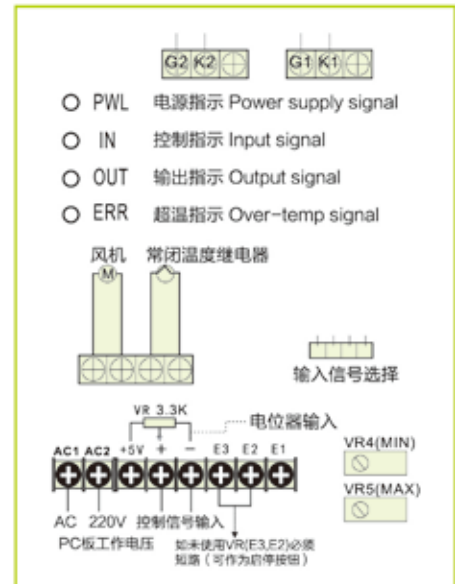 G2 K2 G1 K1
PWL 电源指示 Power supply signal
IN 控制指示 Input signal
OUT 输出指示 Output signal
ERR 超温指示 Over-temp signal
风机 常闭温度继电器
M
输入信号选择
VR 3.3K
电位器输入
AC1 AC2 +5V + − E3 E2 E1
VR4(MIN)
VR5(MAX)
AC 220V 控制信号输入
PC板工作电压
如未使用VR(E3,E2)必须
短路（可作为启停按钮）